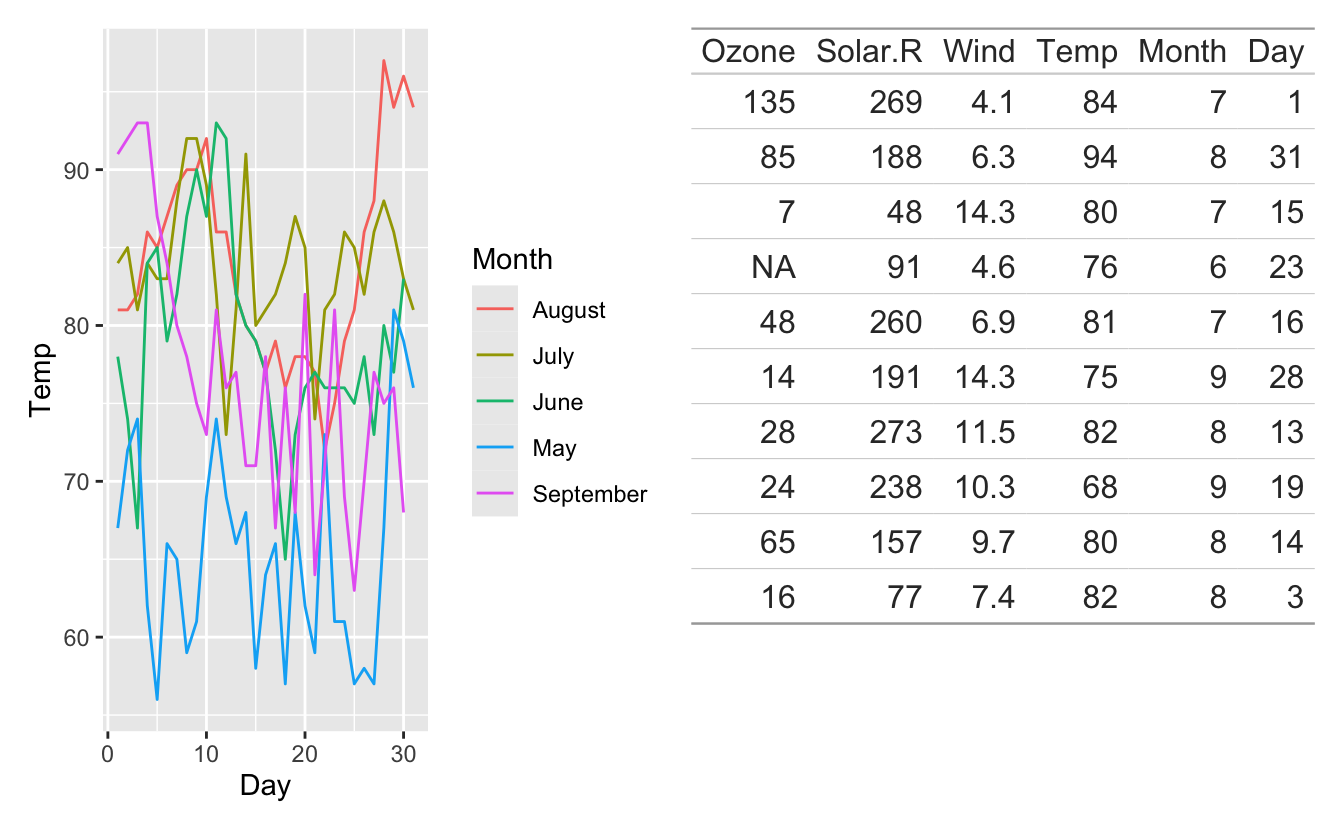 90
80
70
60
Temp
0 10 20 30
Day
Month
August
July
June
May
September
Ozone Solar.R Wind Temp Month Day
135 269 4.1 84 7 1
85 188 6.3 94 8 31
7 48 14.3 80 7 15
NA 91 4.6 76 6 23
48 260 6.9 81 7 16
14 191 14.3 75 9 28
28 273 11.5 82 8 13
24 238 10.3 68 9 19
65 157 9.7 80 8 14
16 77 7.4 82 8 3